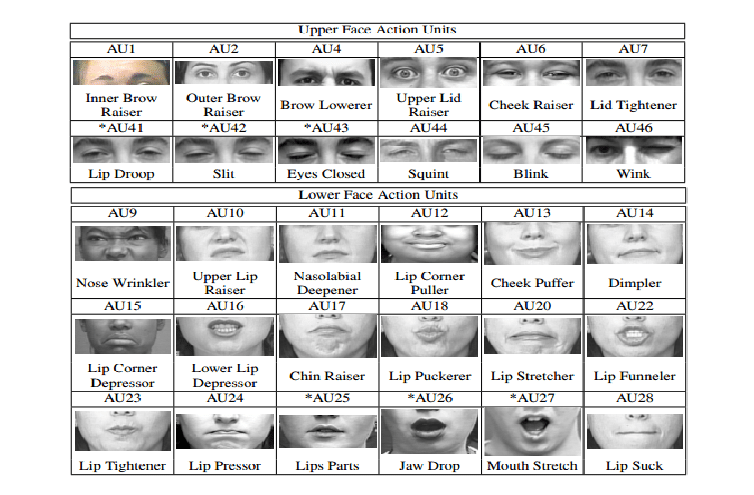 Upper Face Action Units
AU1 AU2 AU4 AU5 AU6 AU7
Inner Brow Raiser Outer Brow Raiser Brow Lowerer Upper Lid Raiser Cheek Raiser Lid Tightener
*AU41 *AU42 *AU43 AU44 AU45 AU46
Lip Droop Slit Eyes Closed Squint Blink Wink
Lower Face Action Units
AU9 AU10 AU11 AU12 AU13 AU14
Nose Wrinkler Upper Lip Raiser Nasolabial Deepener Lip Corner Puller Cheek Puffer Dimpler
AU15 AU16 AU17 AU18 AU20 AU22
Lip Corner Depressor Lower Lip Depressor Chin Raiser Lip Puckerer Lip Stretcher Lip Funneler
AU23 AU24 *AU25 *AU26 *AU27 AU28
Lip Tightener Lip Pressor Lips Parts Jaw Drop Mouth Stretch Lip Suck